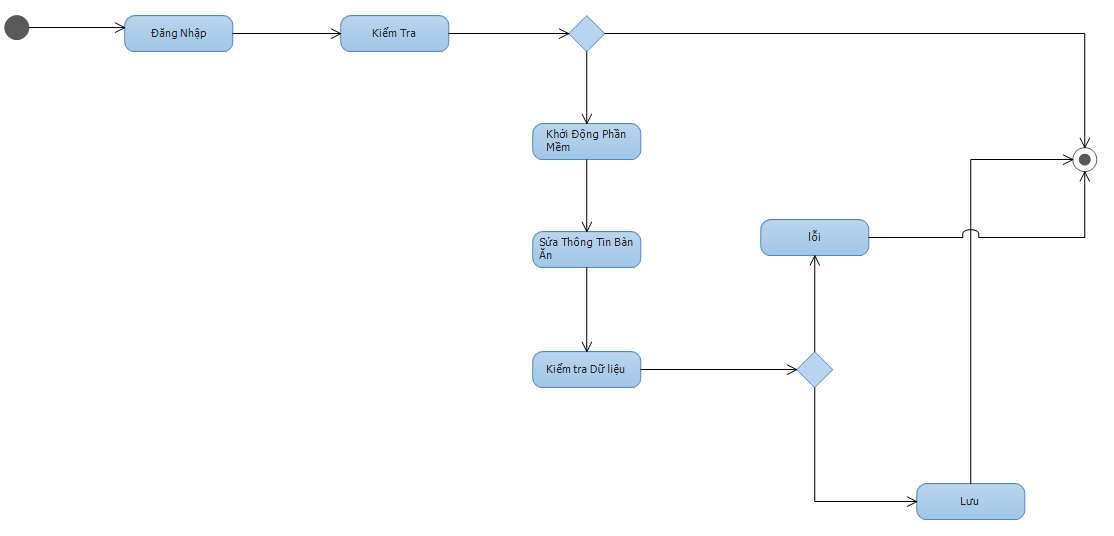 Đăng Nhập
Kiểm Tra
Khởi Động Phần
Mềm
Sửa Thông Tin Bàn
Ăn
lỗi
Kiểm tra Dữ liệu
Lưu